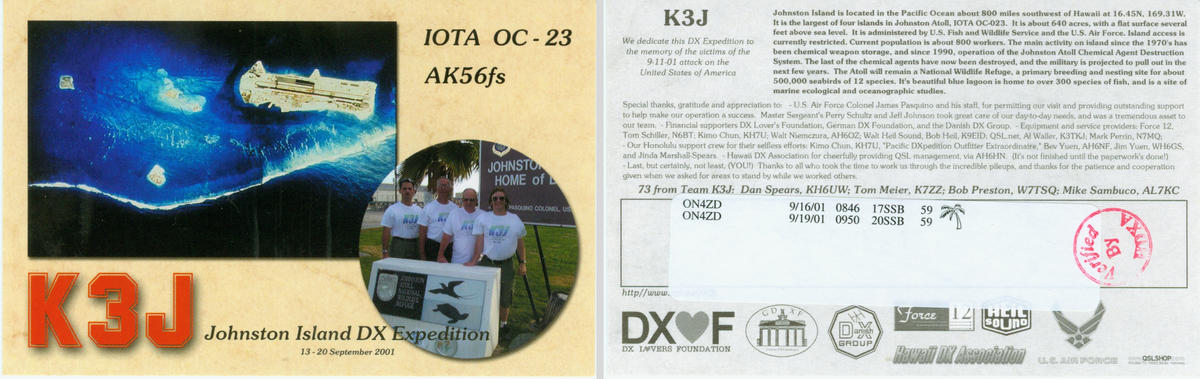 IOTA OC - 23
AK56fs
JOHNSTO
HOME of
PASQUINO COLONEL, US
JOHNSTON
ATOLL
NATIONAL
WILDLIFE
REFUGE
K3J
Johnston Island DX Expedition
13 - 20 September 2001
K3J
We dedicate this DX Expedition to
the memory of the victims of the
9-11-01 attack on the
United States of America
Johnston Island is located in the Pacific Ocean about 800 miles southwest of Hawaii at 16.45N, 169.31W.
It is the largest of four islands in Johnston Atoll, IOTA OC-023. It is about 640 acres, with a flat surface several
feet above sea level. It is administered by U.S. Fish and Wildlife Service and the U.S. Air Force. Island access is
currently restricted. Current population is about 800 workers. The main activity on island since the 1970's has
been chemical weapon storage, and since 1990, operation of the Johnston Atoll Chemical Agent Destruction
System. The last of the chemical agents have now been destroyed, and the military is projected to pull out in the
next few years. The Atoll will remain a National Wildlife Refuge, a primary breeding and nesting site for about
500,000 seabirds of 12 species. It's beautiful blue lagoon is home to over 300 species of fish, and is a site of
marine ecological and oceanographic studies.
Special thanks, gratitude and appreciation to: - U.S. Air Force Colonel James Pasquino and his staff, for permitting our visit and providing outstanding support
to help make our operation a success. Master Sergeant's Perry Schultz and Jeff Johnson took great care of our day-to-day needs, and was a tremendous asset to
our team. - Financial supporters DX Lover's Foundation, German DX Foundation, and the Danish DX Group. - Equipment and service providers: Force 12,
Tom Schiller, N6BT; Kimo Chun, KH7U; Walt Niemczura, AH6OZ; Walt Heil Sound, Bob Heil, K9EID; QSL.net, Al Waller, K3TKJ; Mark Perrin, N7MQ;
- Our Honolulu support crew for their selfless efforts: Kimo Chun, KH7U, "Pacific DXpedition Outfitter Extraordinaire," Bev Yuen, AH6NF, Jim Yuen, WH6GS,
and Jinda Marshall-Spears. - Hawaii DX Association for cheerfully providing QSL management, via AH6HN. (It's not finished until the paperwork's done!)
- Last, but certainly, not least, (YOU!) Thanks to all who took the time to work us through the incredible pileups, and thanks for the patience and cooperation
given when we asked for areas to stand by while we worked others.
73 from Team K3J: Dan Spears, KH6UW; Tom Meier, K7ZZ; Bob Preston, W7TSQ; Mike Sambuco, AL7KC
ON4ZD 9/16/01 0846 17SSB 59
ON4ZD 9/19/01 0950 20SSB 59
Verified By
http//www.
DX F
DX LOVERS FOUNDATION
GDXF
DX
Danish
GROUP
Force 12
HEIL
SOUND
Hawaii DX Association
U.S. AIR FORCE
www.QSLSHOP.com